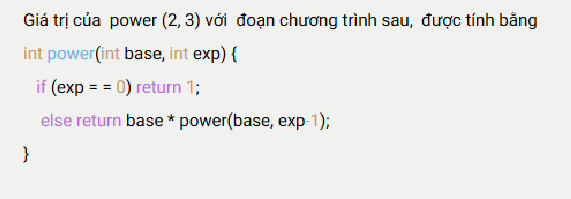 Giá trị của power (2, 3) với đoạn chương trình sau, được tính bằng
int power(int base, int exp) {
if (exp = = 0) return 1;
else return base * power(base, exp-1);
}